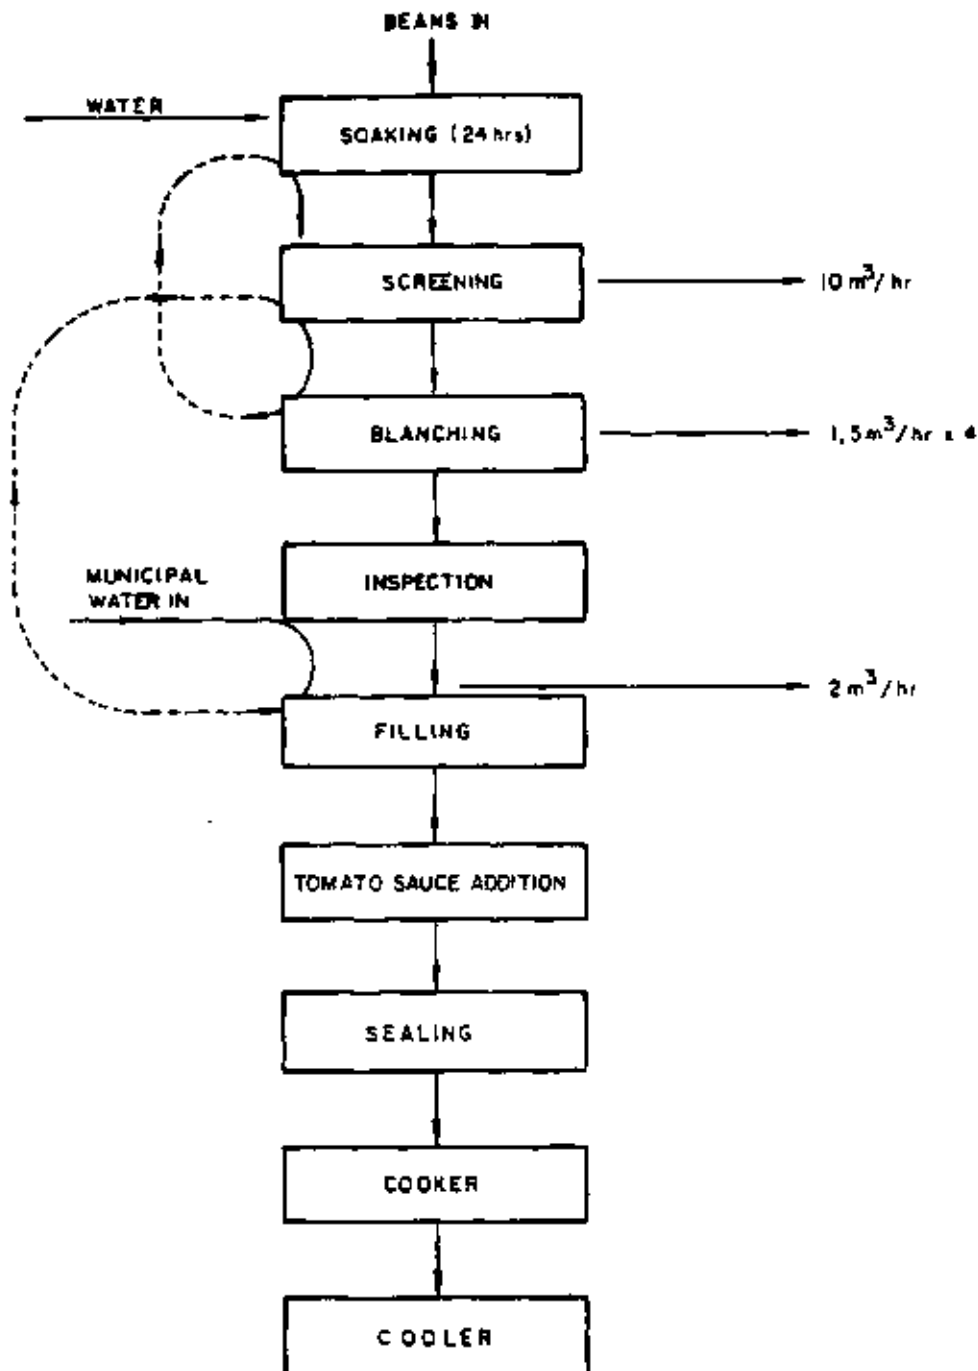 BEANS IN
WATER
SOAKING (24 hrs)
SCREENING
10 m³/hr
BLANCHING
1,5 m³/hr x 4
MUNICIPAL
WATER IN
INSPECTION
2 m³/hr
FILLING
TOMATO SAUCE ADDITION
SEALING
COOKER
COOLER